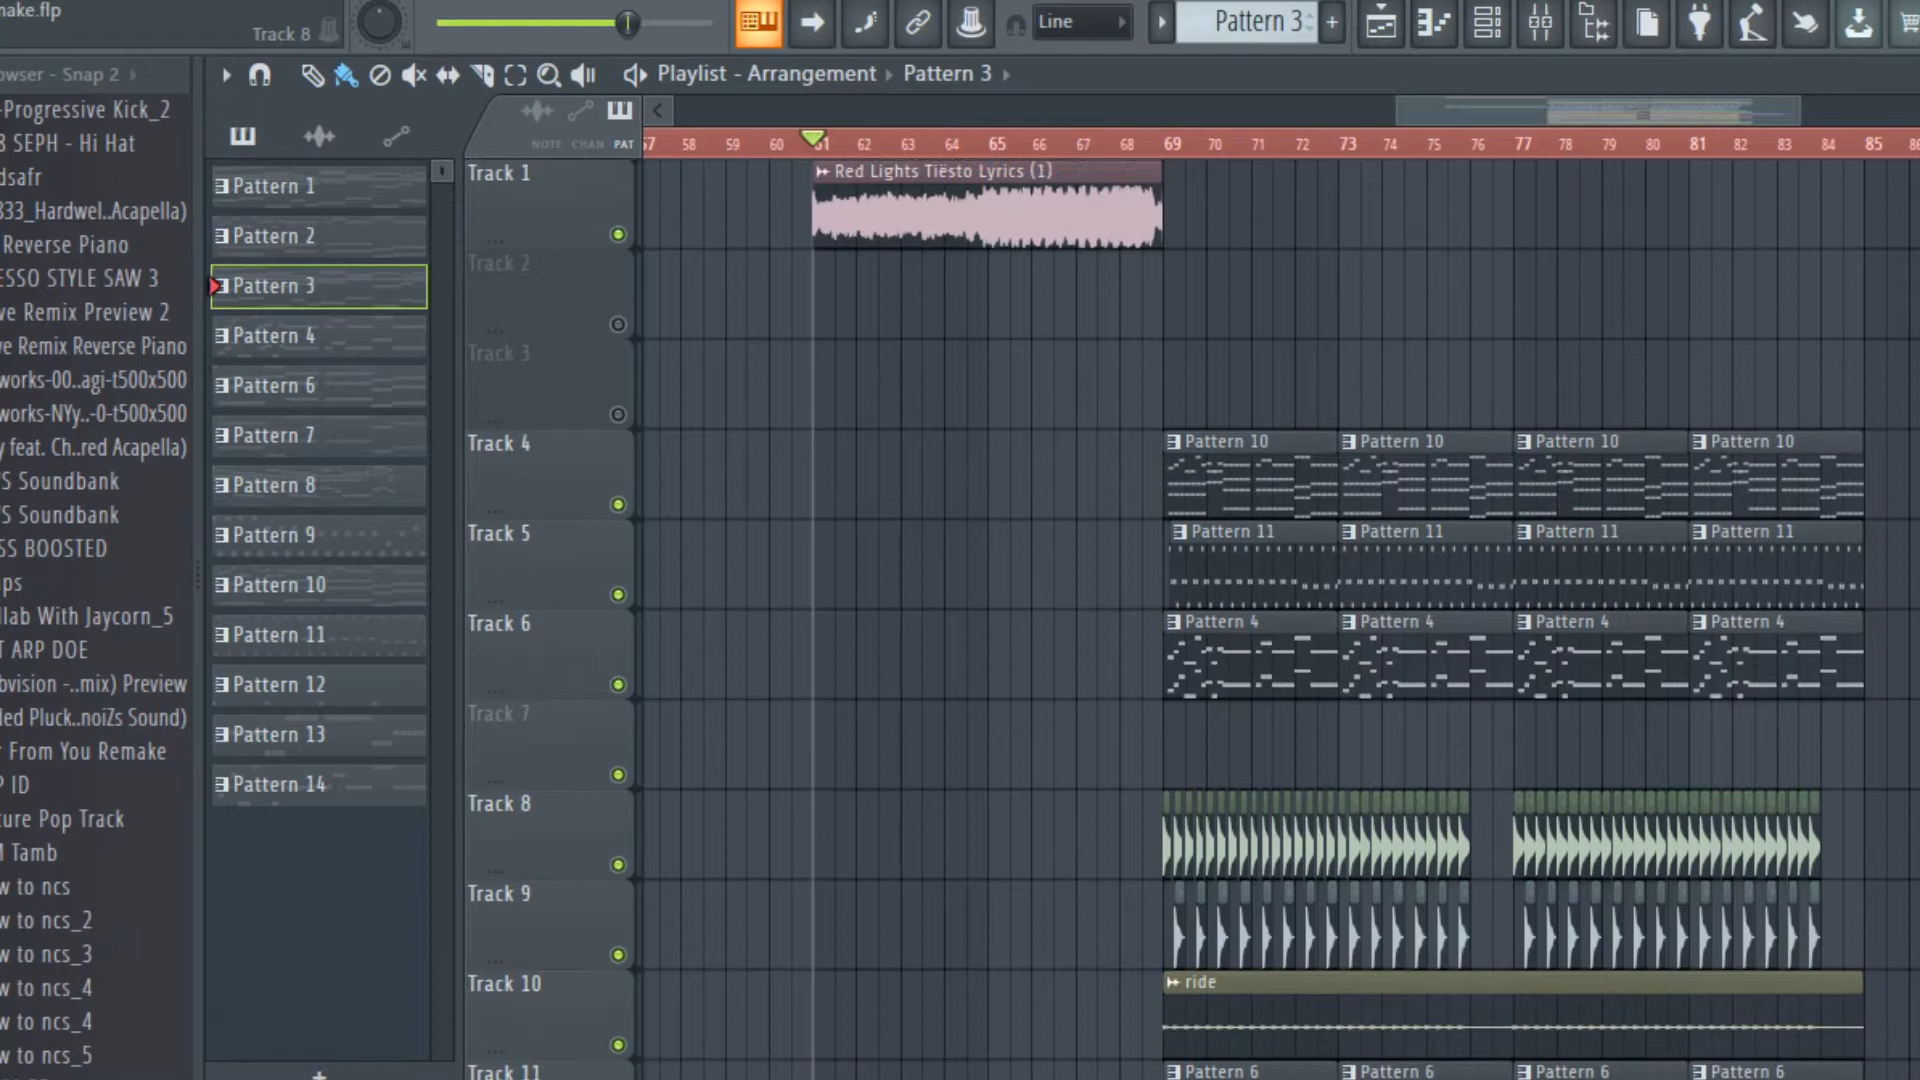 make.flp
Track 8
Line
Pattern 3
owser - Snap 2
Playlist - Arrangement
Pattern 3
-Progressive Kick_2
8 SEPH - Hi Hat
dsafr
333_Hardwel..Acapella)
Reverse Piano
ESSO STYLE SAW 3
ve Remix Preview 2
ve Remix Reverse Piano
works-00..agi-t500x500
works-NYy..-0-t500x500
y feat. Ch..red Acapella)
'S Soundbank
'S Soundbank
SS BOOSTED
ps
llab With Jaycorn_5
T ARP DOE
bvision -..mix) Preview
ded Pluck..noiZs Sound)
r From You Remake
P ID
ture Pop Track
M Tamb
w to ncs
w to ncs_2
w to ncs_3
w to ncs_4
w to ncs_4
w to ncs_5
Pattern 1
Pattern 2
Pattern 3
Pattern 4
Pattern 6
Pattern 7
Pattern 8
Pattern 9
Pattern 10
Pattern 11
Pattern 12
Pattern 13
Pattern 14
NOTE CHAN PAT
57 58 59 60 61 62 63 64 65 66 67 68 69 70 71 72 73 74 75 76 77 78 79 80 81 82 83 84 85 86
Track 1
Red Lights Tiësto Lyrics (1)
Track 2
Track 3
Track 4
Pattern 10 Pattern 10 Pattern 10 Pattern 10
Track 5
Pattern 11 Pattern 11 Pattern 11 Pattern 11
Track 6
Pattern 4 Pattern 4 Pattern 4 Pattern 4
Track 7
Track 8
Track 9
Track 10
ride
Track 11
Pattern 6 Pattern 6 Pattern 6 Pattern 6